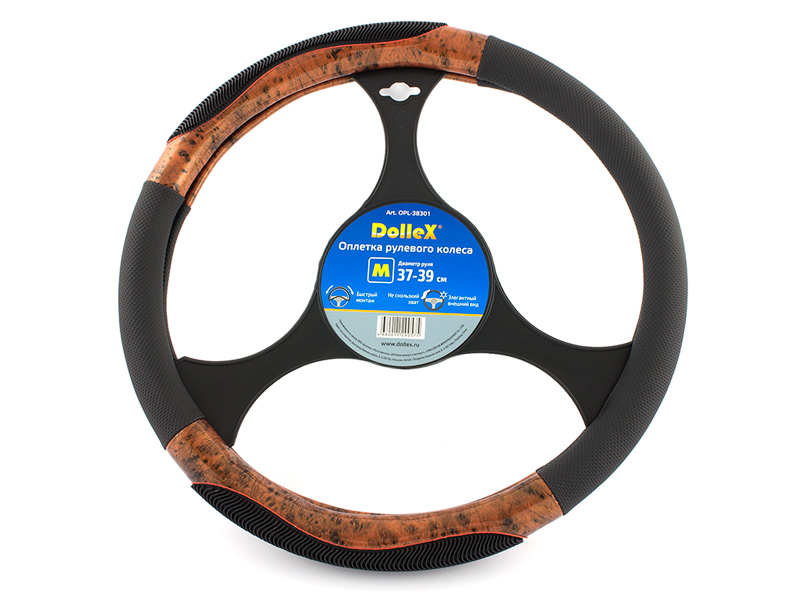 Art. OPL-38301
DolleX®
Оплетка рулевого колеса
M
Диаметр руля
37-39 см
Быстрый монтаж
Не скользкий хват
Элегантный внешний вид
www.dollex.ru